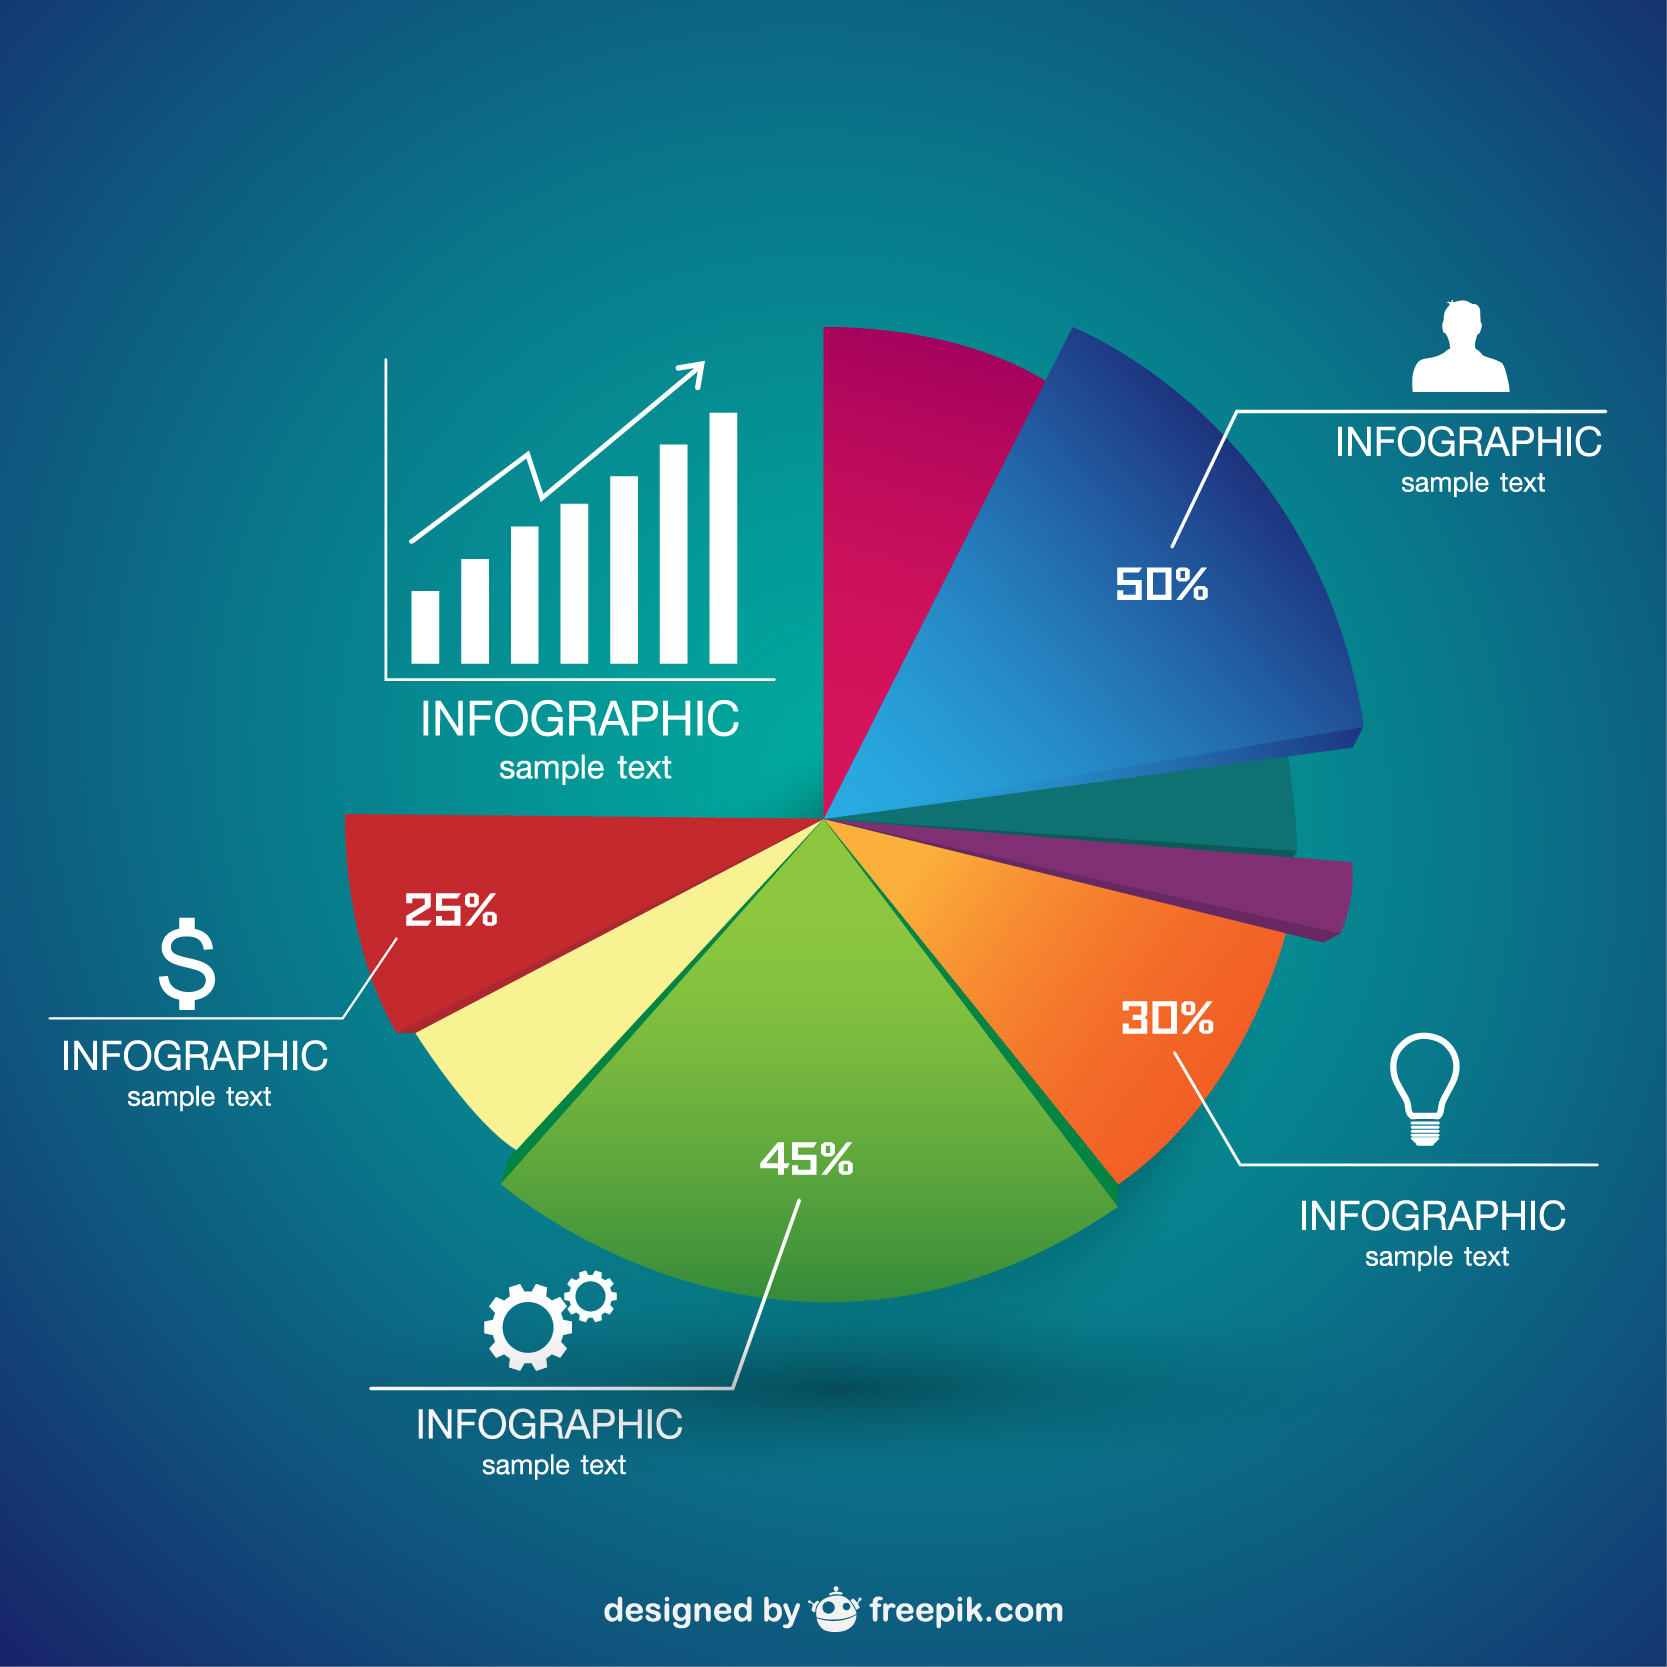 INFOGRAPHIC
sample text
50%
INFOGRAPHIC
sample text
25%
INFOGRAPHIC
sample text
30%
INFOGRAPHIC
sample text
45%
INFOGRAPHIC
sample text
designed by freepik.com